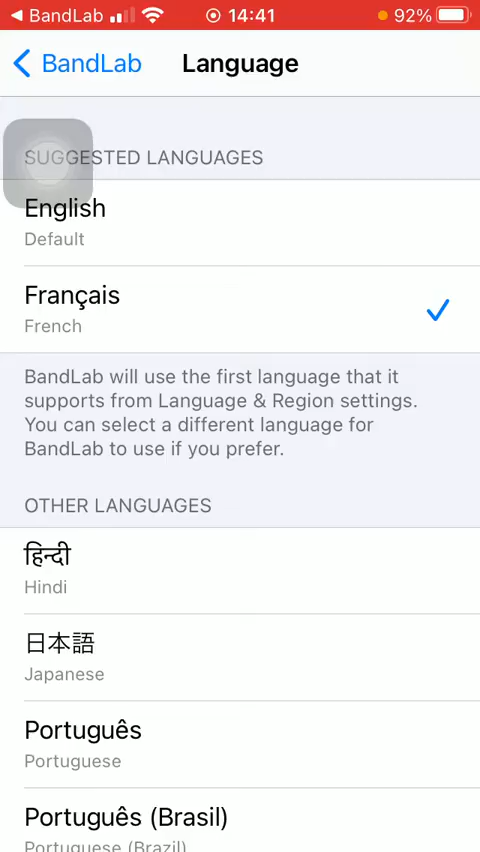 BandLab 14:41 92%
BandLab Language
SUGGESTED LANGUAGES
English
Default
Français
French
BandLab will use the first language that it
supports from Language & Region settings.
You can select a different language for
BandLab to use if you prefer.
OTHER LANGUAGES
हिन्दी
Hindi
日本語
Japanese
Português
Portuguese
Português (Brasil)
Portuguese (Brazil)